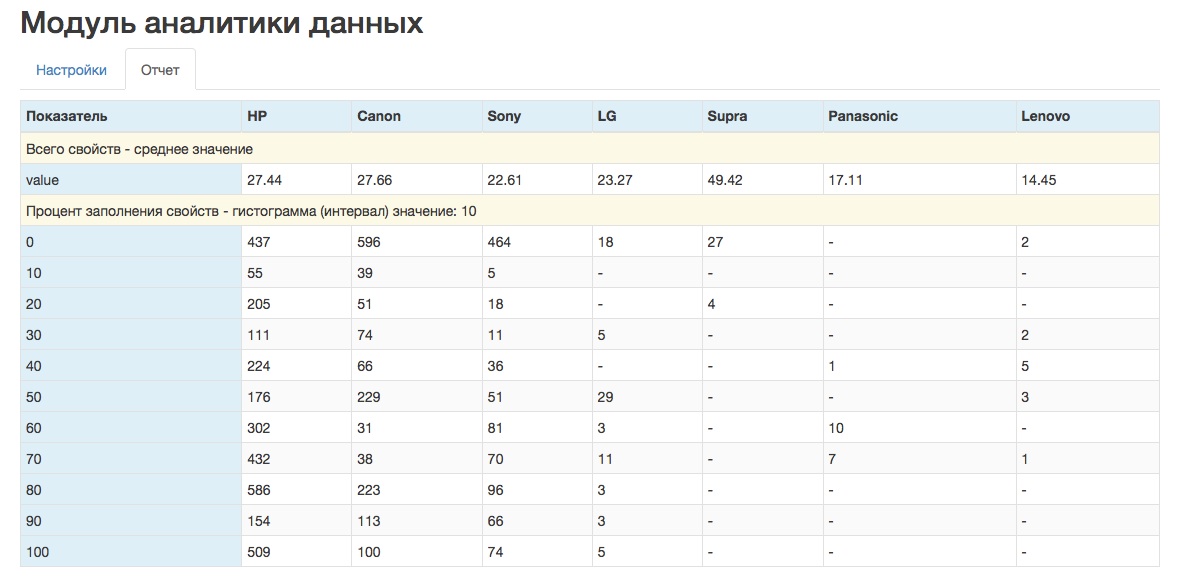 Модуль аналитики данных
Настройки Отчет
Показатель HP Canon Sony LG Supra Panasonic Lenovo
Всего свойств - среднее значение
value 27.44 27.66 22.61 23.27 49.42 17.11 14.45
Процент заполнения свойств - гистограмма (интервал) значение: 10
0 437 596 464 18 27 - 2
10 55 39 5 - - - -
20 205 51 18 - 4 - -
30 111 74 11 5 - - 2
40 224 66 36 - - 1 5
50 176 229 51 29 - - 3
60 302 31 81 3 - 10 -
70 432 38 70 11 - 7 1
80 586 223 96 3 - - -
90 154 113 66 3 - - -
100 509 100 74 5 - - -